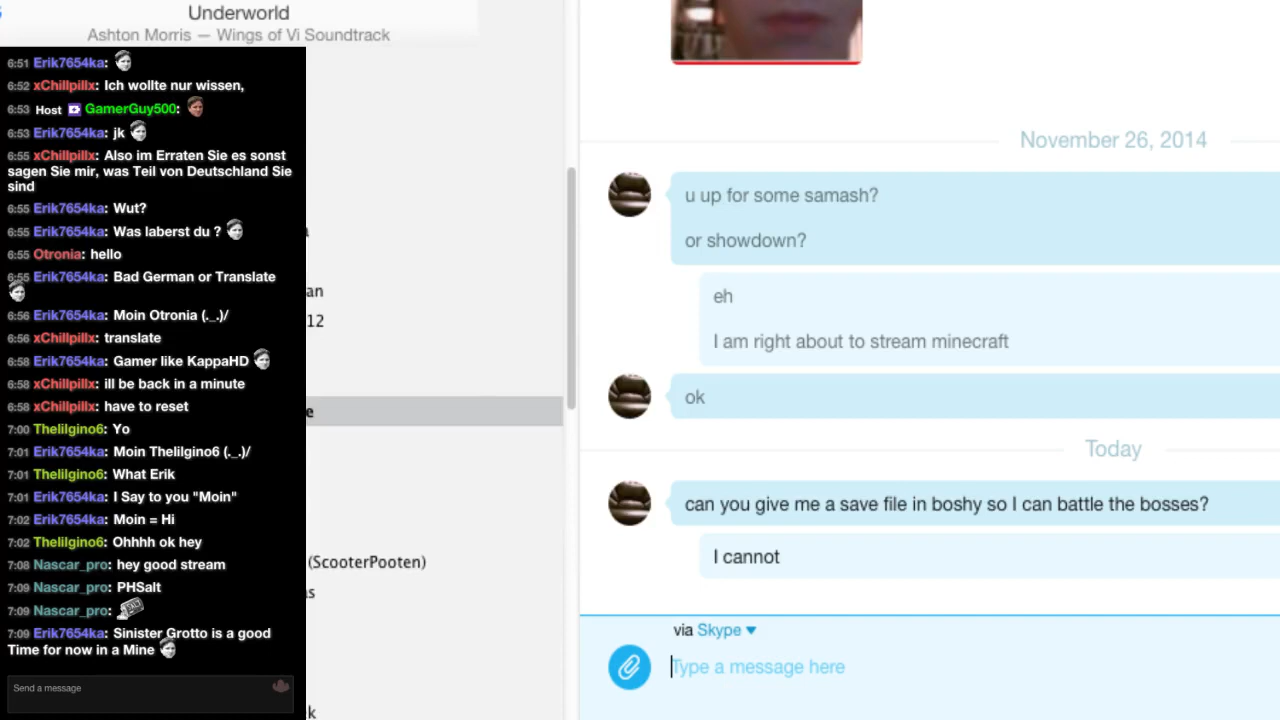 Underworld
Ashton Morris — Wings of Vi Soundtrack
6:51 Erik7654ka:
6:52 xChillpillx: Ich wollte nur wissen,
6:53 Host GamerGuy500:
6:53 Erik7654ka: jk
6:55 xChillpillx: Also im Erraten Sie es sonst
sagen Sie mir, was Teil von Deutschland Sie
sind
6:55 Erik7654ka: Wut?
6:55 Erik7654ka: Was laberst du ?
6:55 Otronia: hello
6:55 Erik7654ka: Bad German or Translate
6:56 Erik7654ka: Moin Otronia (._.)/
6:56 xChillpillx: translate
6:58 Erik7654ka: Gamer like KappaHD
6:58 xChillpillx: ill be back in a minute
6:58 xChillpillx: have to reset
7:00 Thelilgino6: Yo
7:01 Erik7654ka: Moin Thelilgino6 (._.)/
7:01 Thelilgino6: What Erik
7:01 Erik7654ka: I Say to you "Moin"
7:02 Erik7654ka: Moin = Hi
7:02 Thelilgino6: Ohhhh ok hey
7:08 Nascar_pro: hey good stream
7:09 Nascar_pro: PHSalt
7:09 Nascar_pro:
7:09 Erik7654ka: Sinister Grotto is a good
Time for now in a Mine
Send a message
an
12
e
(ScooterPooten)
s
k
November 26, 2014
u up for some samash?
or showdown?
eh
I am right about to stream minecraft
ok
Today
can you give me a save file in boshy so I can battle the bosses?
I cannot
via Skype
Type a message here